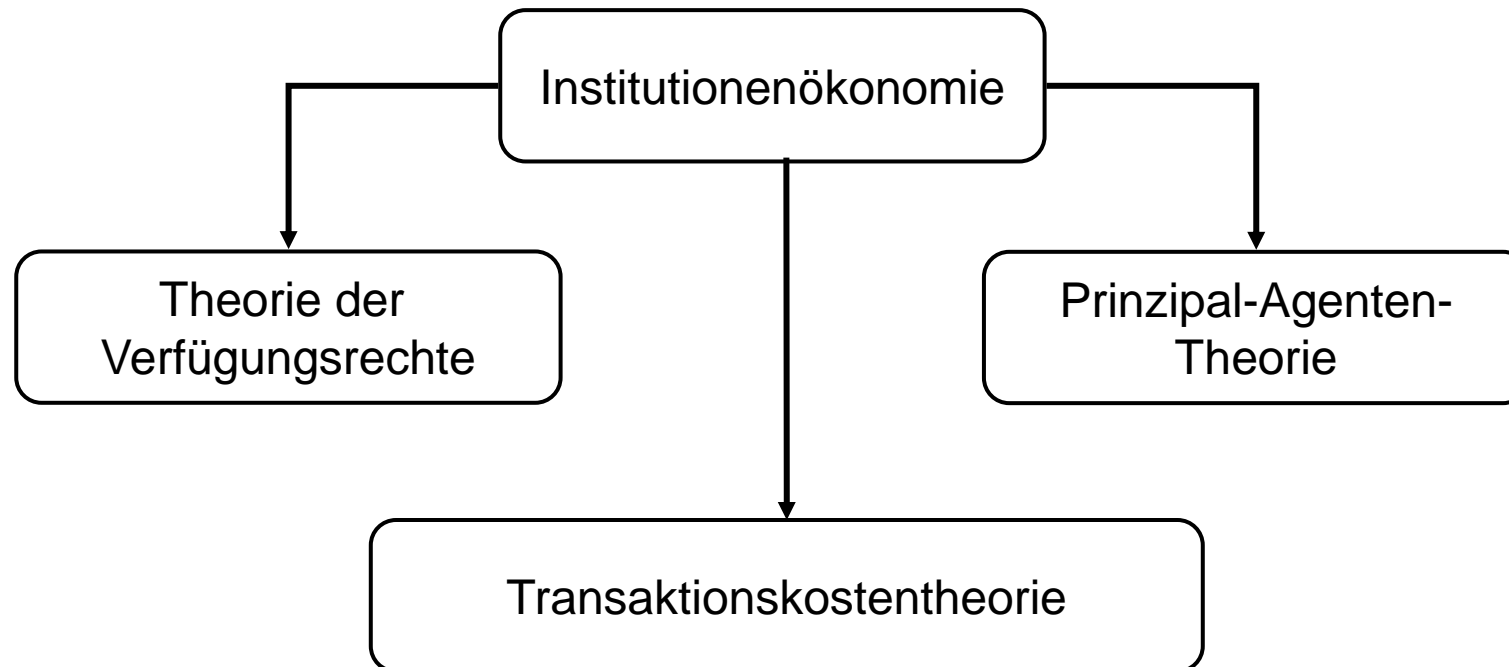 Institutionenökonomie
Theorie der
Verfügungsrechte
Prinzipal-Agenten-
Theorie
Transaktionskostentheorie